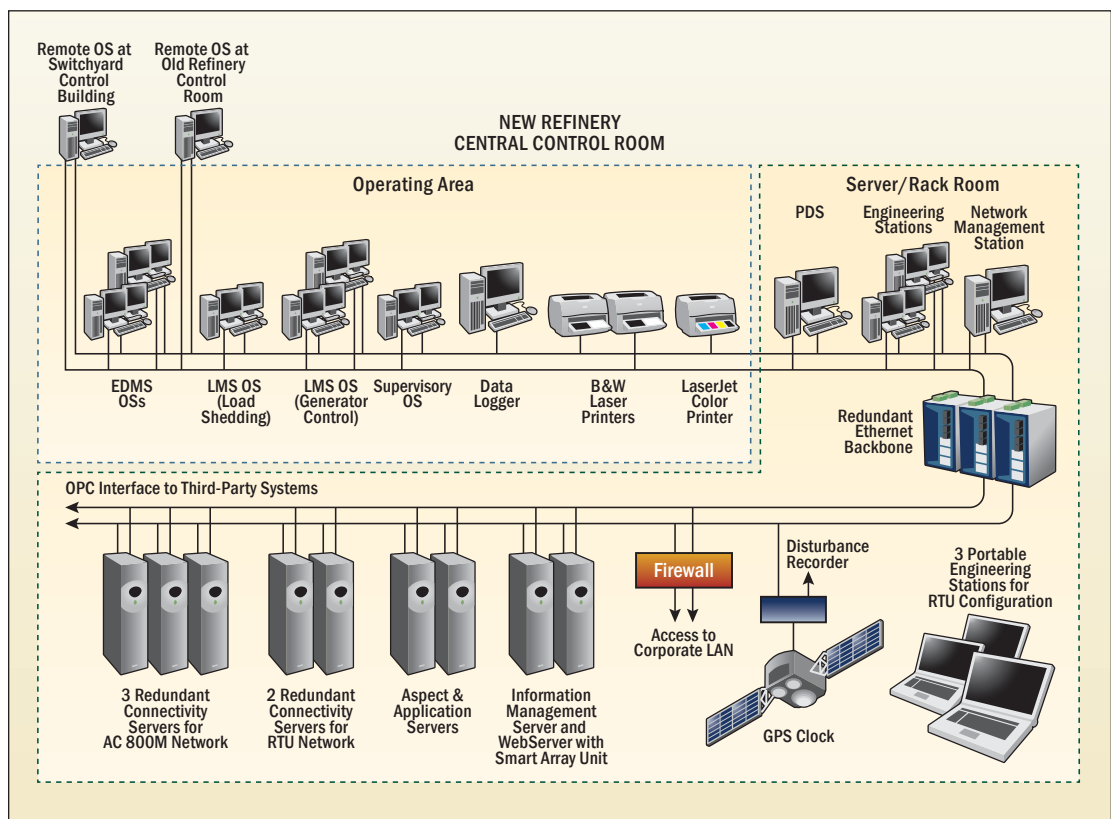 Remote OS at
Switchyard
Control
Building
Remote OS at
Old Refinery
Control
Room
NEW REFINERY
CENTRAL CONTROL ROOM
Operating Area
Server/Rack Room
PDS
Engineering
Stations
Network
Management
Station
EDMS
OSs
LMS OS
(Load
Shedding)
LMS OS
(Generator
Control)
Supervisory
OS
Data
Logger
B&W
Laser
Printers
LaserJet
Color
Printer
Redundant
Ethernet
Backbone
OPC Interface to Third-Party Systems
Firewall
Disturbance
Recorder
Access to
Corporate LAN
3 Portable
Engineering
Stations for
RTU Configuration
3 Redundant
Connectivity
Servers for
AC 800M Network
2 Redundant
Connectivity
Servers for
RTU Network
Aspect &
Application
Servers
Information
Management
Server and
WebServer with
Smart Array Unit
GPS Clock